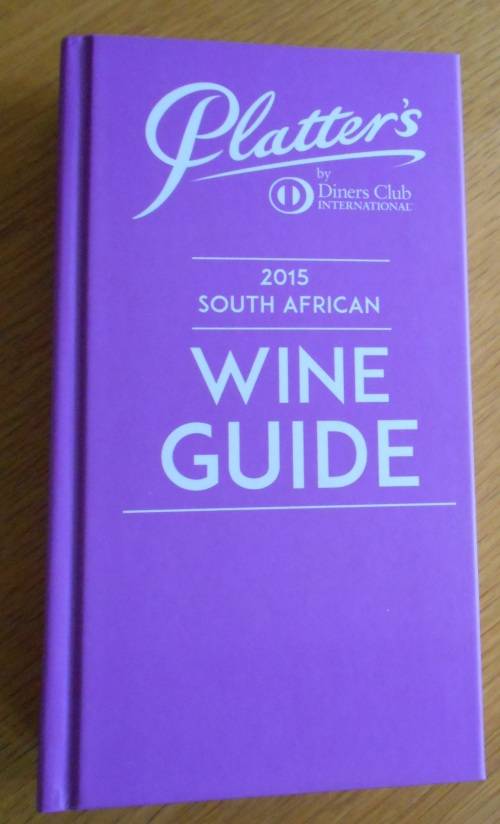 Platter's
by
Diners Club
INTERNATIONAL
2015
SOUTH AFRICAN
WINE
GUIDE